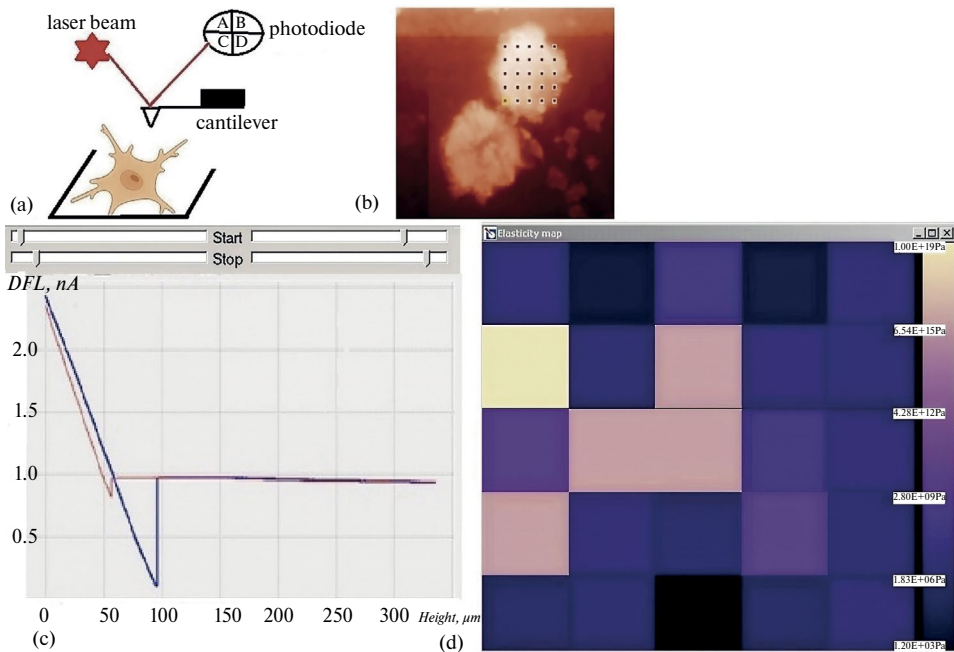 laser beam
A B
C D
photodiode
cantilever
(a)
(b)
Start
Stop
DFL, nA
2.0
1.5
1.0
0.5
0 50 100 150 200 250 300 Height, µm
(c)
Elasticity map
1.00E+19Pa
6.54E+15Pa
4.28E+12Pa
2.80E+09Pa
1.83E+06Pa
1.20E+03Pa
(d)